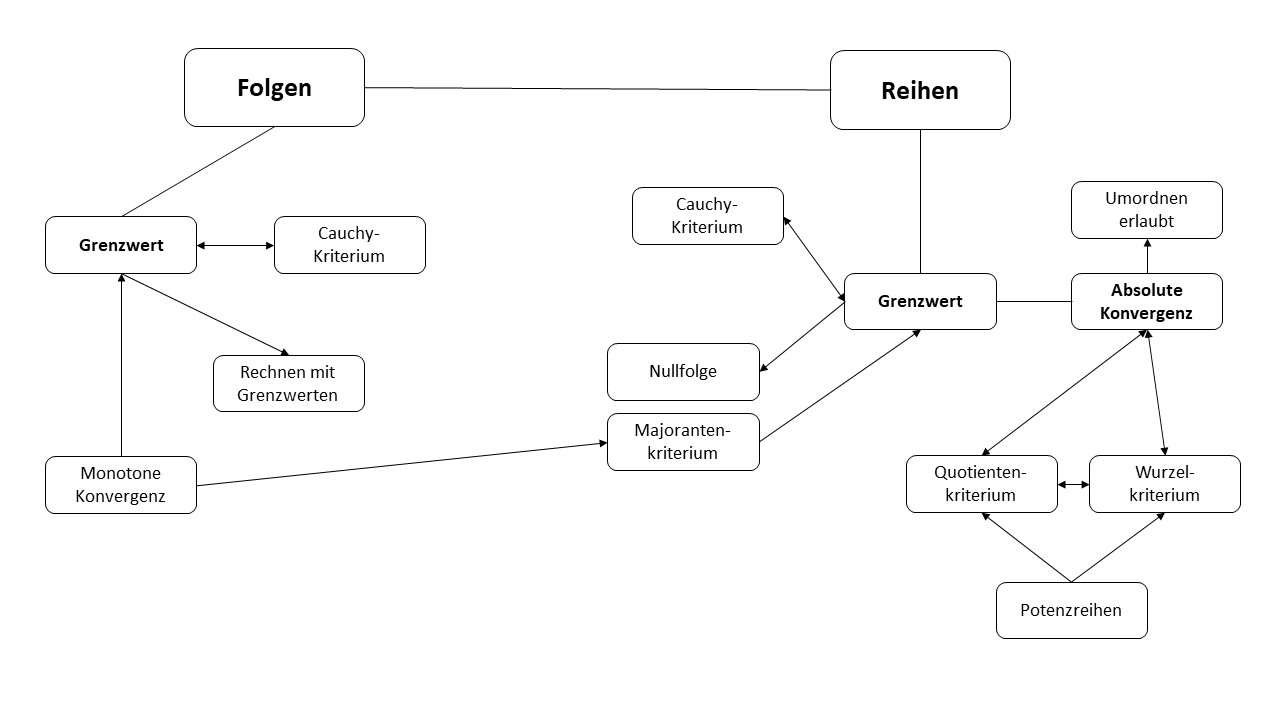 Folgen
Reihen
Cauchy-
Kriterium
Umordnen
erlaubt
Grenzwert
Cauchy-
Kriterium
Grenzwert
Absolute
Konvergenz
Rechnen mit
Grenzwerten
Nullfolge
Majoranten-
kriterium
Monotone
Konvergenz
Quotienten-
kriterium
Wurzel-
kriterium
Potenzreihen